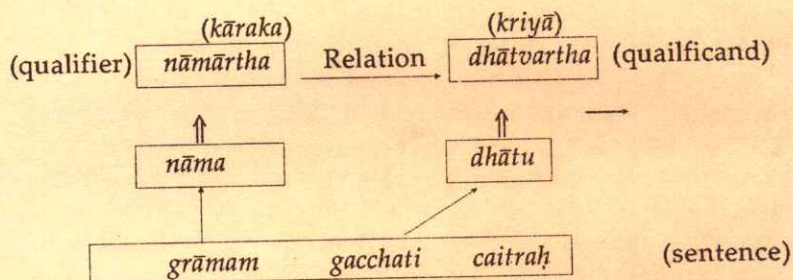 (kāraka) (kriyā)
(qualifier) nāmārtha Relation dhātvartha (quailficand)
nāma dhātu
grāmam gacchati caitraḥ (sentence)